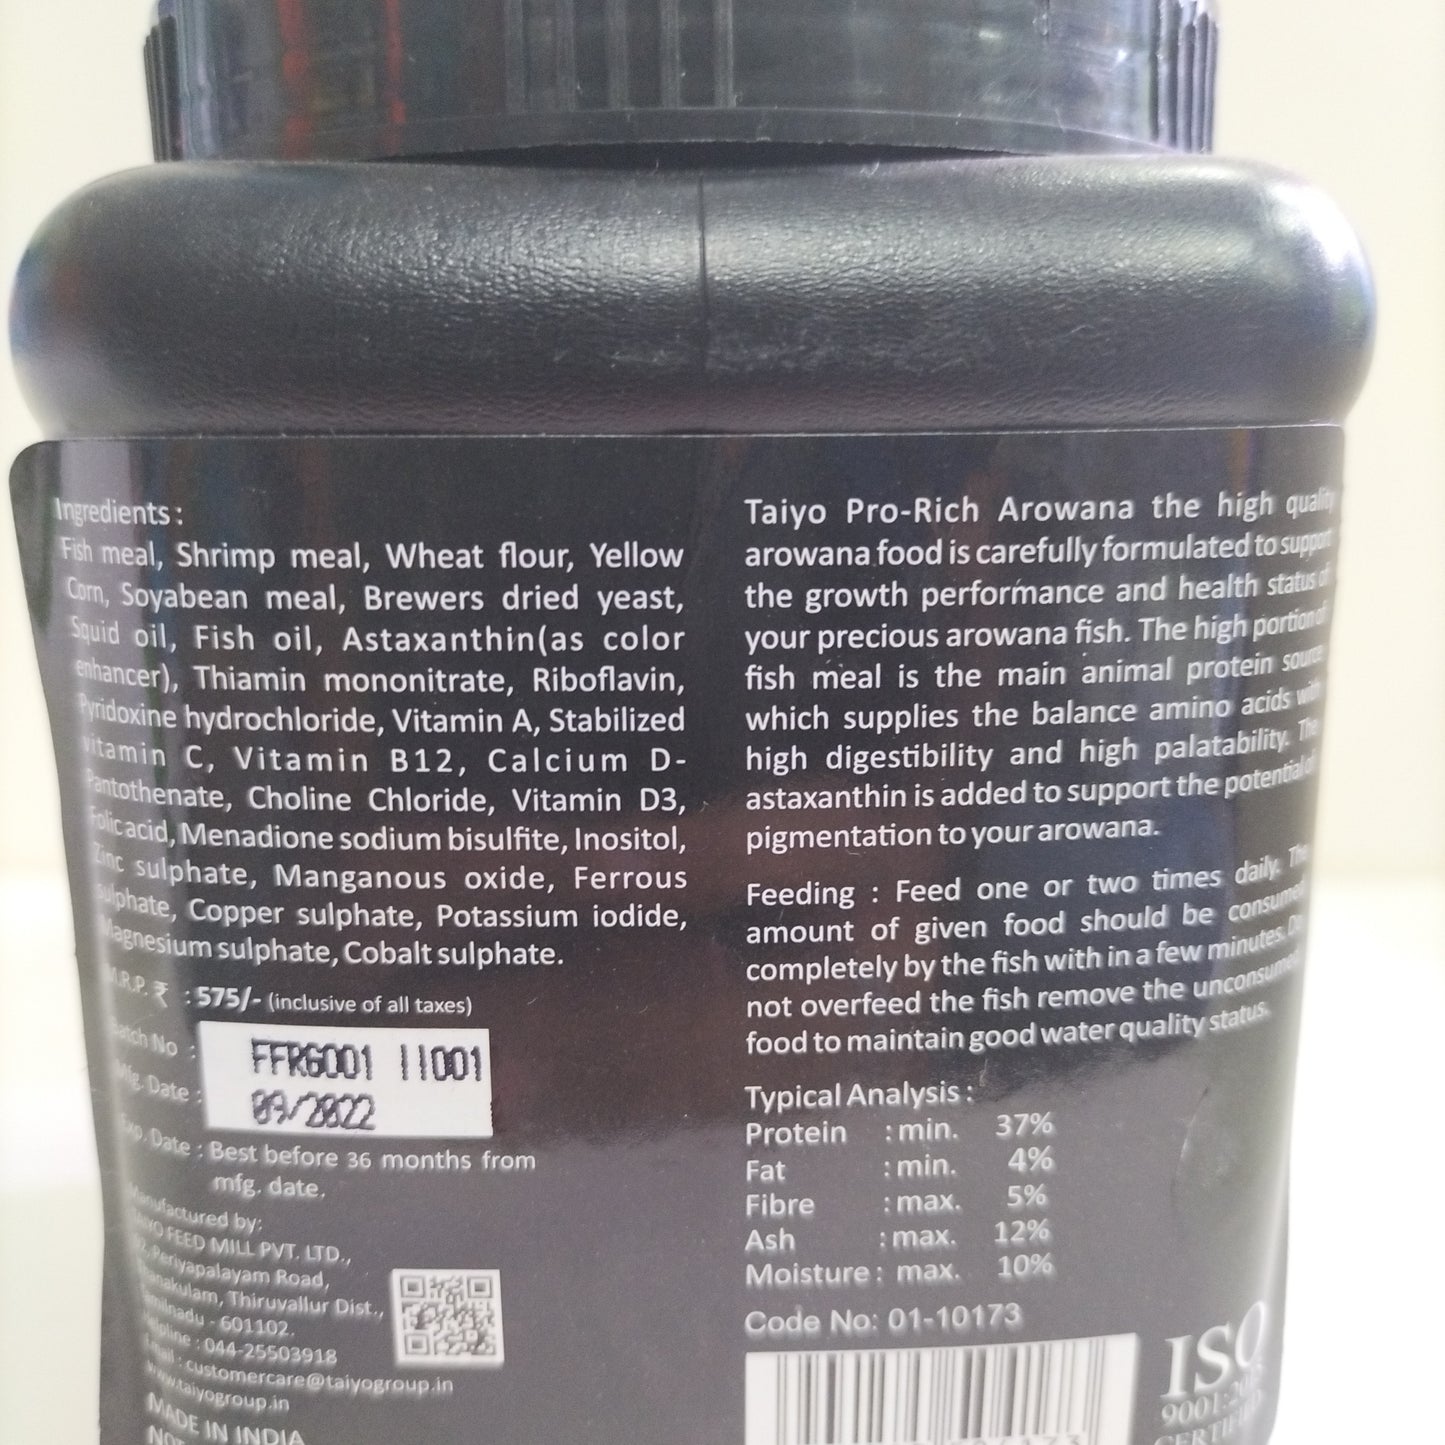 Ingredients :
Fish meal, Shrimp meal, Wheat flour, Yellow
Corn, Soyabean meal, Brewers dried yeast,
Squid oil, Fish oil, Astaxanthin(as color
enhancer), Thiamin mononitrate, Riboflavin,
Pyridoxine hydrochloride, Vitamin A, Stabilized
vitamin C, Vitamin B12, Calcium D-
Pantothenate, Choline Chloride, Vitamin D3,
Folic acid, Menadione sodium bisulfite, Inositol,
Zinc sulphate, Manganous oxide, Ferrous
sulphate, Copper sulphate, Potassium iodide,
Magnesium sulphate, Cobalt sulphate.
M.R.P. ₹ : 575/- (inclusive of all taxes)
Batch No : FFRG001 11001
Mfg. Date : 09/2022
Exp. Date : Best before 36 months from
mfg. date.
Manufactured by:
TAIYO FEED MILL PVT. LTD.,
Periyapalayam Road,
Thiruvallur Dist.,
Tamilnadu - 601102.
Helpline : 044-25503918
Email : customercare@taiyogroup.in
www.taiyogroup.in
MADE IN INDIA
Taiyo Pro-Rich Arowana the high quality
arowana food is carefully formulated to support
the growth performance and health status of
your precious arowana fish. The high portion of
fish meal is the main animal protein source
which supplies the balance amino acids with
high digestibility and high palatability. The
astaxanthin is added to support the potential of
pigmentation to your arowana.
Feeding : Feed one or two times daily. The
amount of given food should be consumed
completely by the fish with in a few minutes. Do
not overfeed the fish remove the unconsumed
food to maintain good water quality status.
Typical Analysis :
Protein : min. 37%
Fat : min. 4%
Fibre : max. 5%
Ash : max. 12%
Moisture : max. 10%
Code No: 01-10173
ISO
CERTIFIED